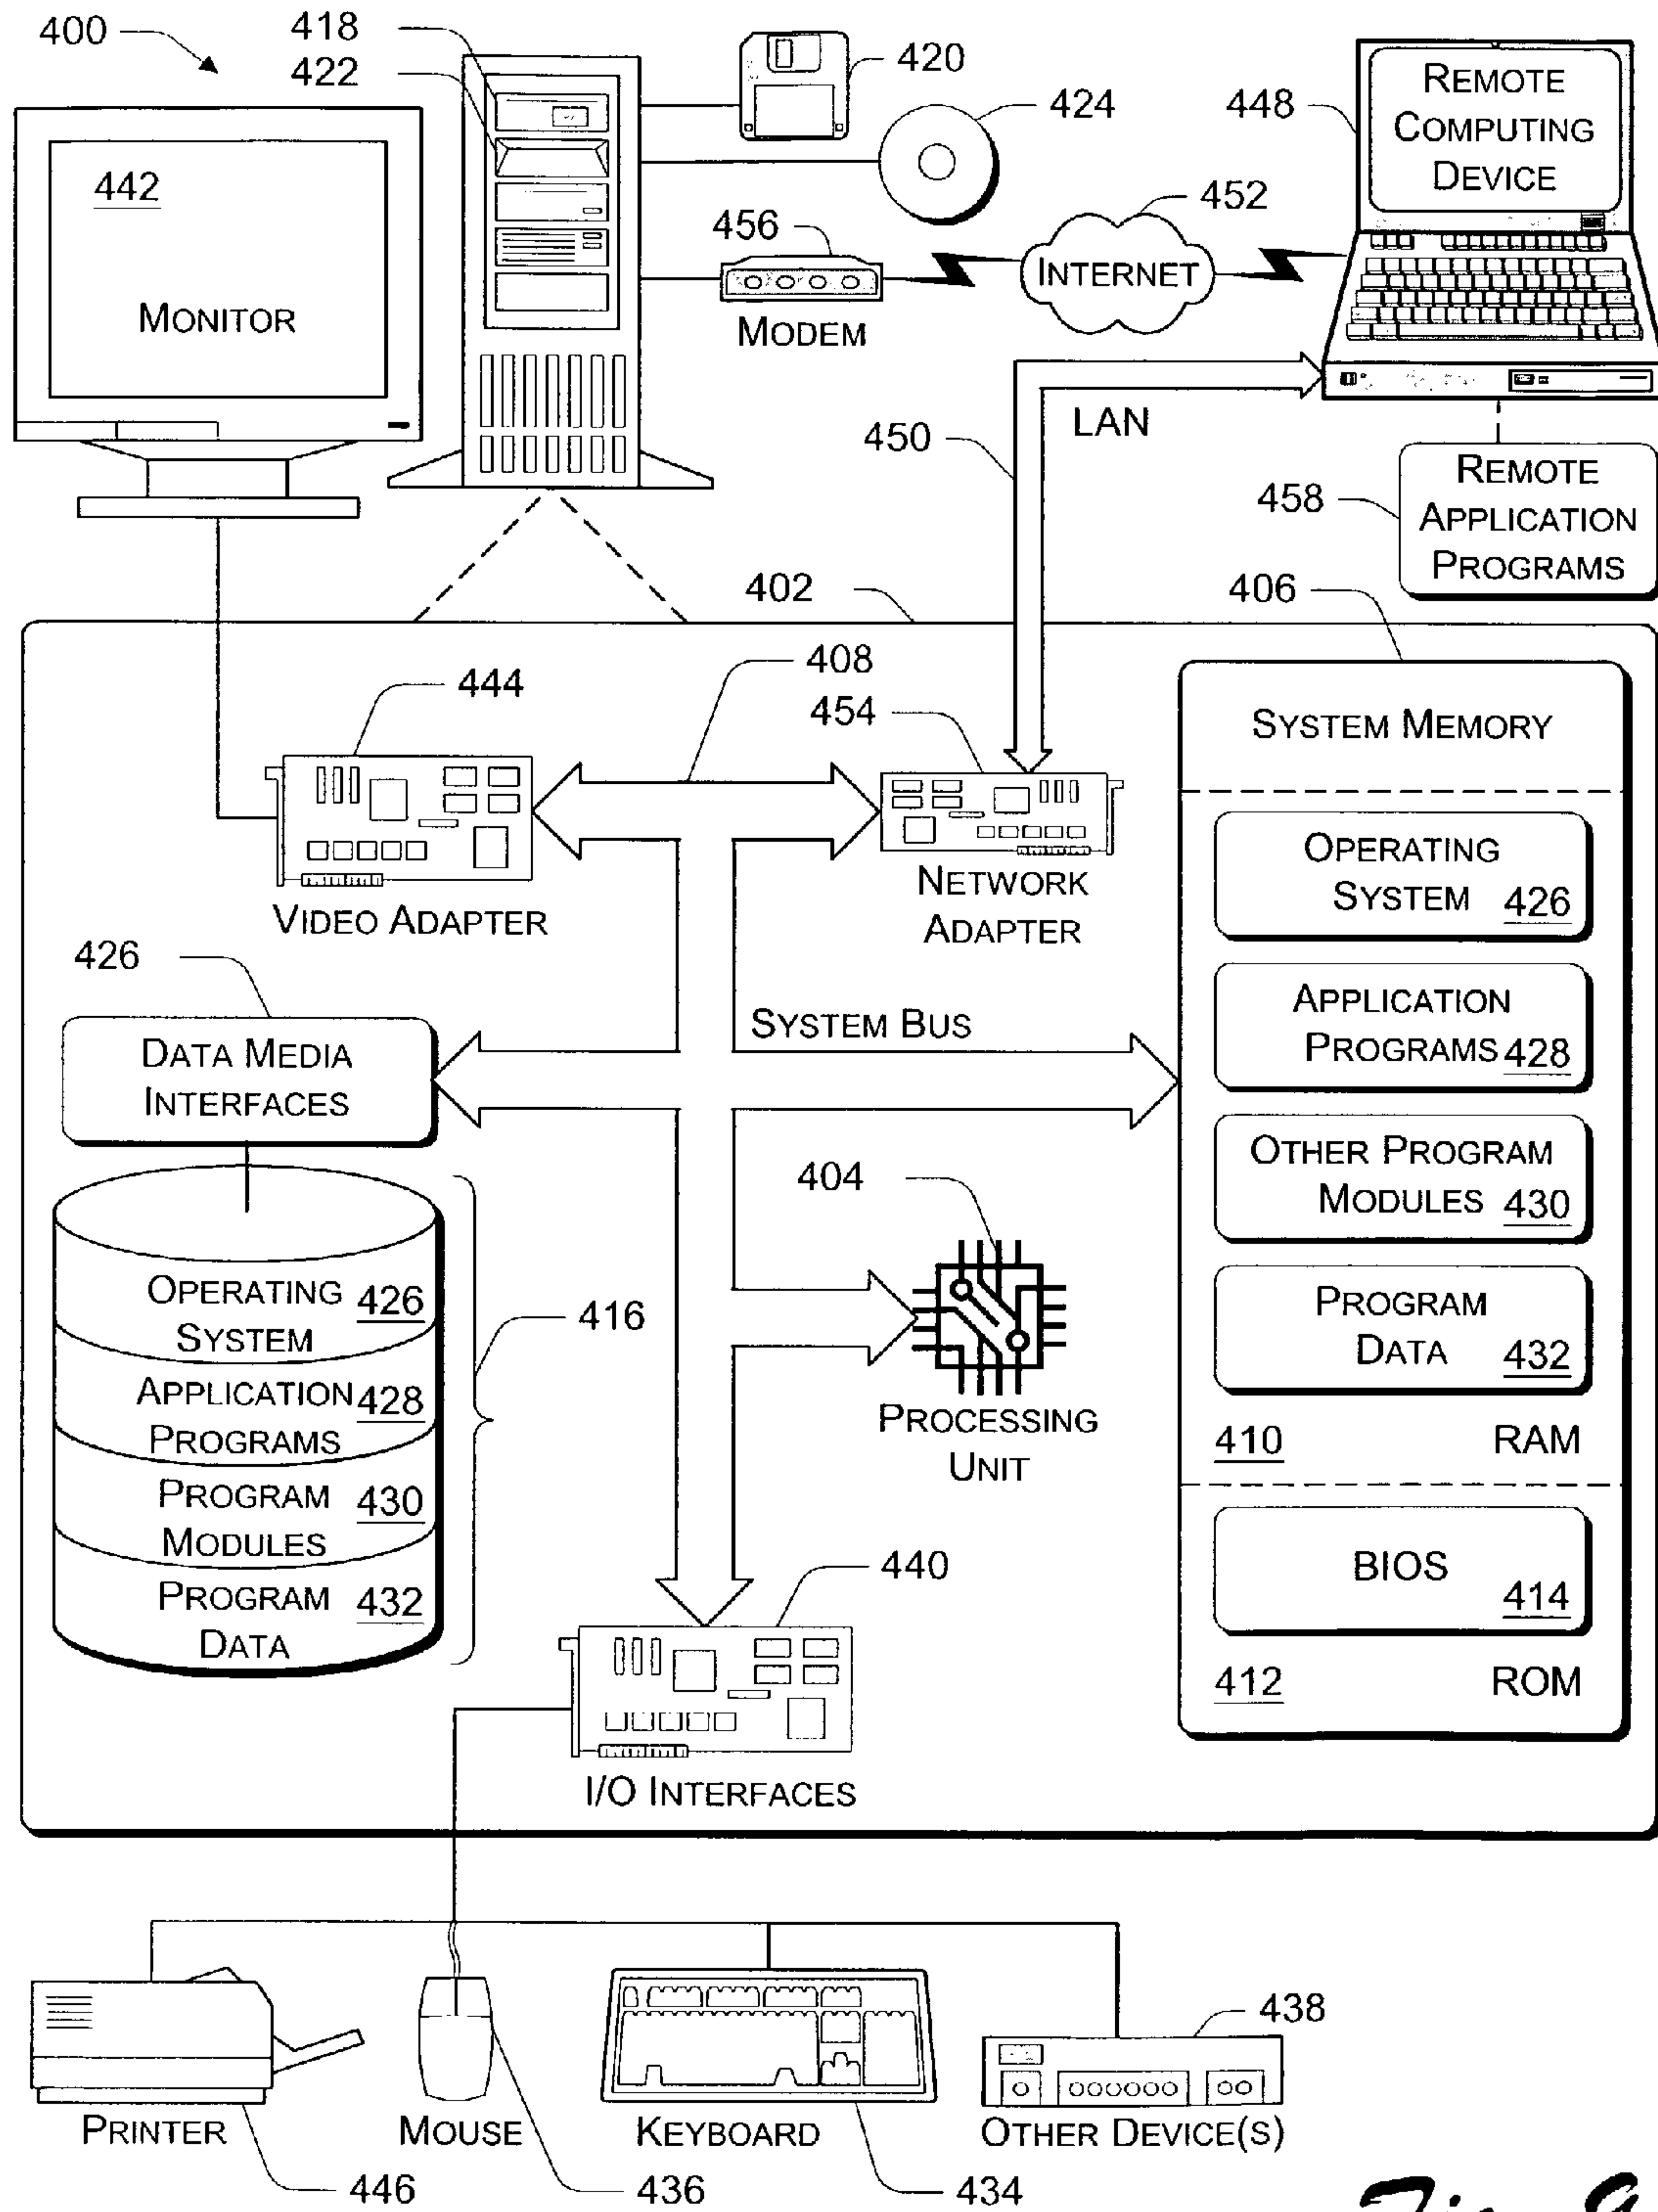 400
418
422
420
424
448
REMOTE
COMPUTING
DEVICE
442
MONITOR
456
MODEM
452
INTERNET
LAN
450
458
REMOTE
APPLICATION
PROGRAMS
402
406
408
444
454
VIDEO ADAPTER
NETWORK
ADAPTER
SYSTEM MEMORY
OPERATING
SYSTEM 426
APPLICATION
PROGRAMS 428
OTHER PROGRAM
MODULES 430
PROGRAM
DATA 432
410 RAM
BIOS
414
412 ROM
426
DATA MEDIA
INTERFACES
SYSTEM BUS
404
PROCESSING
UNIT
OPERATING 426
SYSTEM
APPLICATION 428
PROGRAMS
PROGRAM 430
MODULES
PROGRAM 432
DATA
416
440
I/O INTERFACES
438
PRINTER
MOUSE
KEYBOARD
OTHER DEVICE(S)
446
436
434